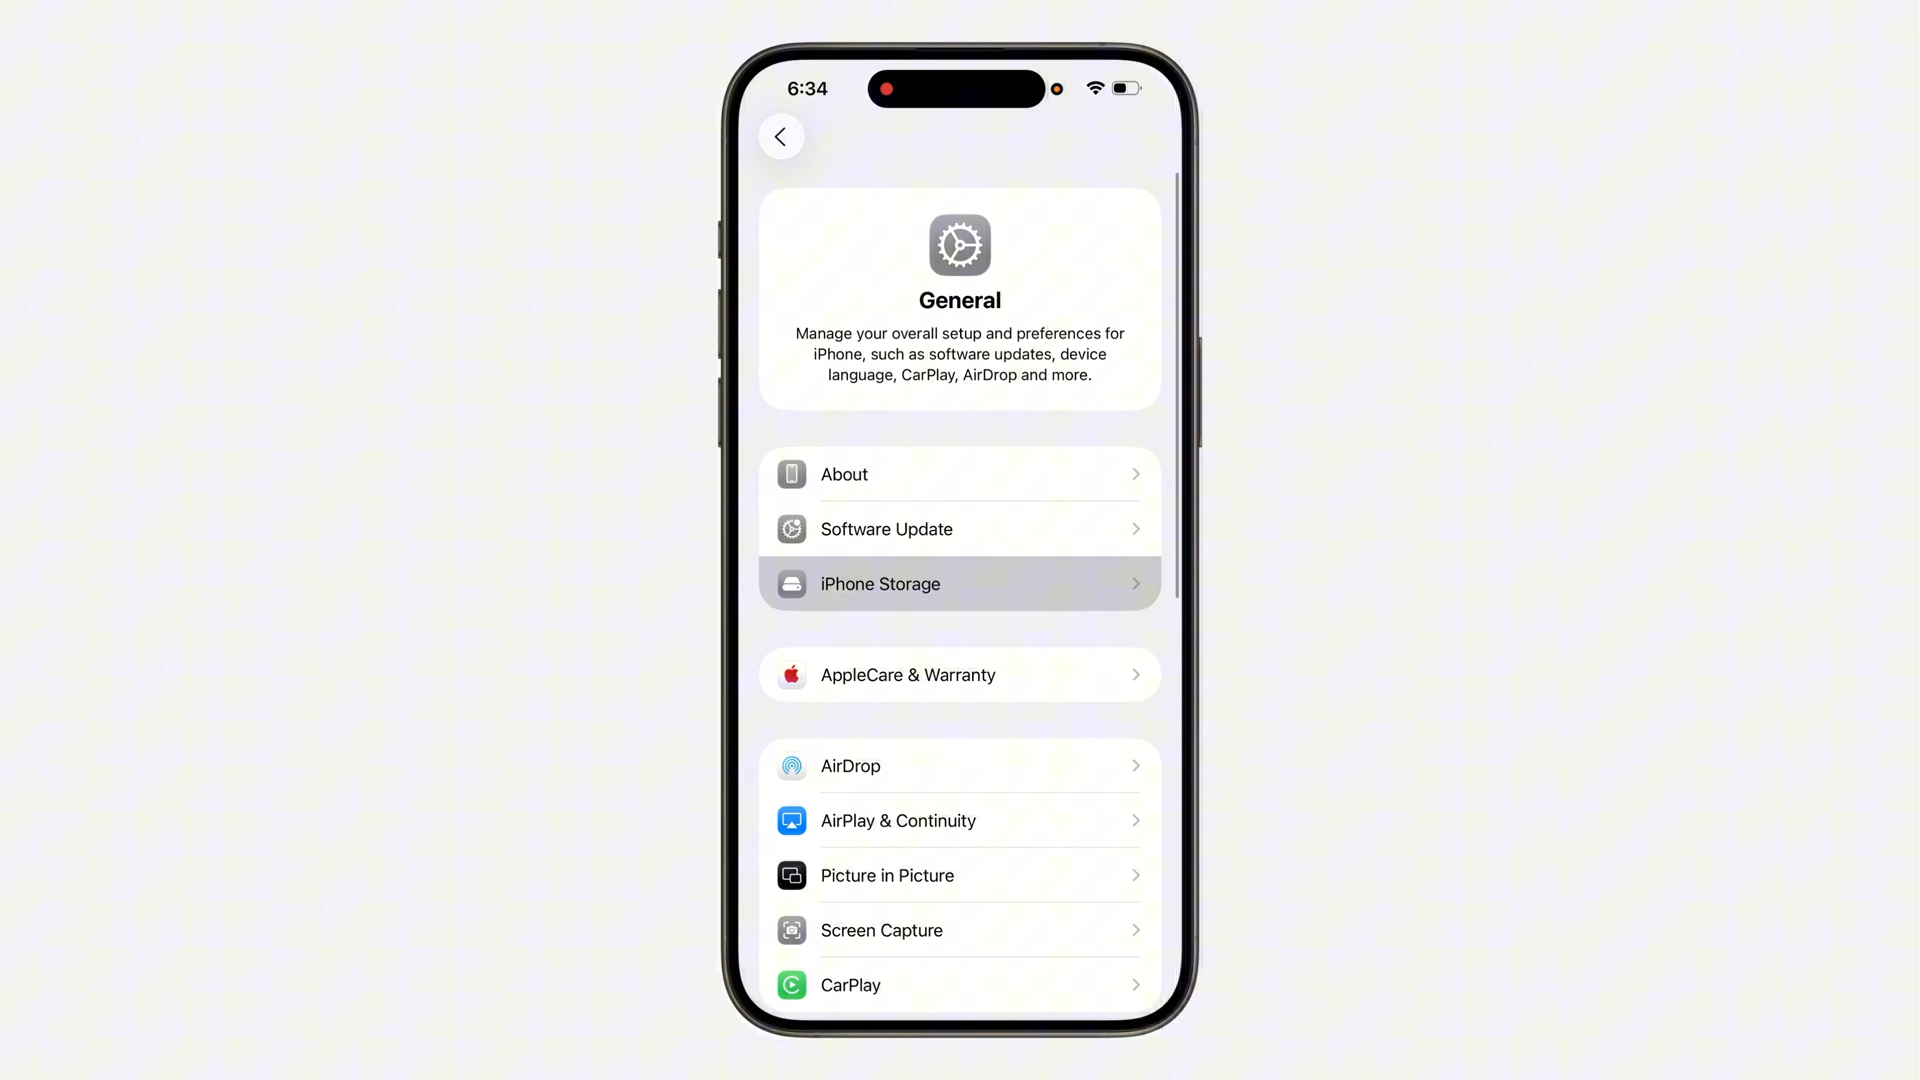 6:34
General
Manage your overall setup and preferences for
iPhone, such as software updates, device
language, CarPlay, AirDrop and more.
About
Software Update
iPhone Storage
AppleCare & Warranty
AirDrop
AirPlay & Continuity
Picture in Picture
Screen Capture
CarPlay